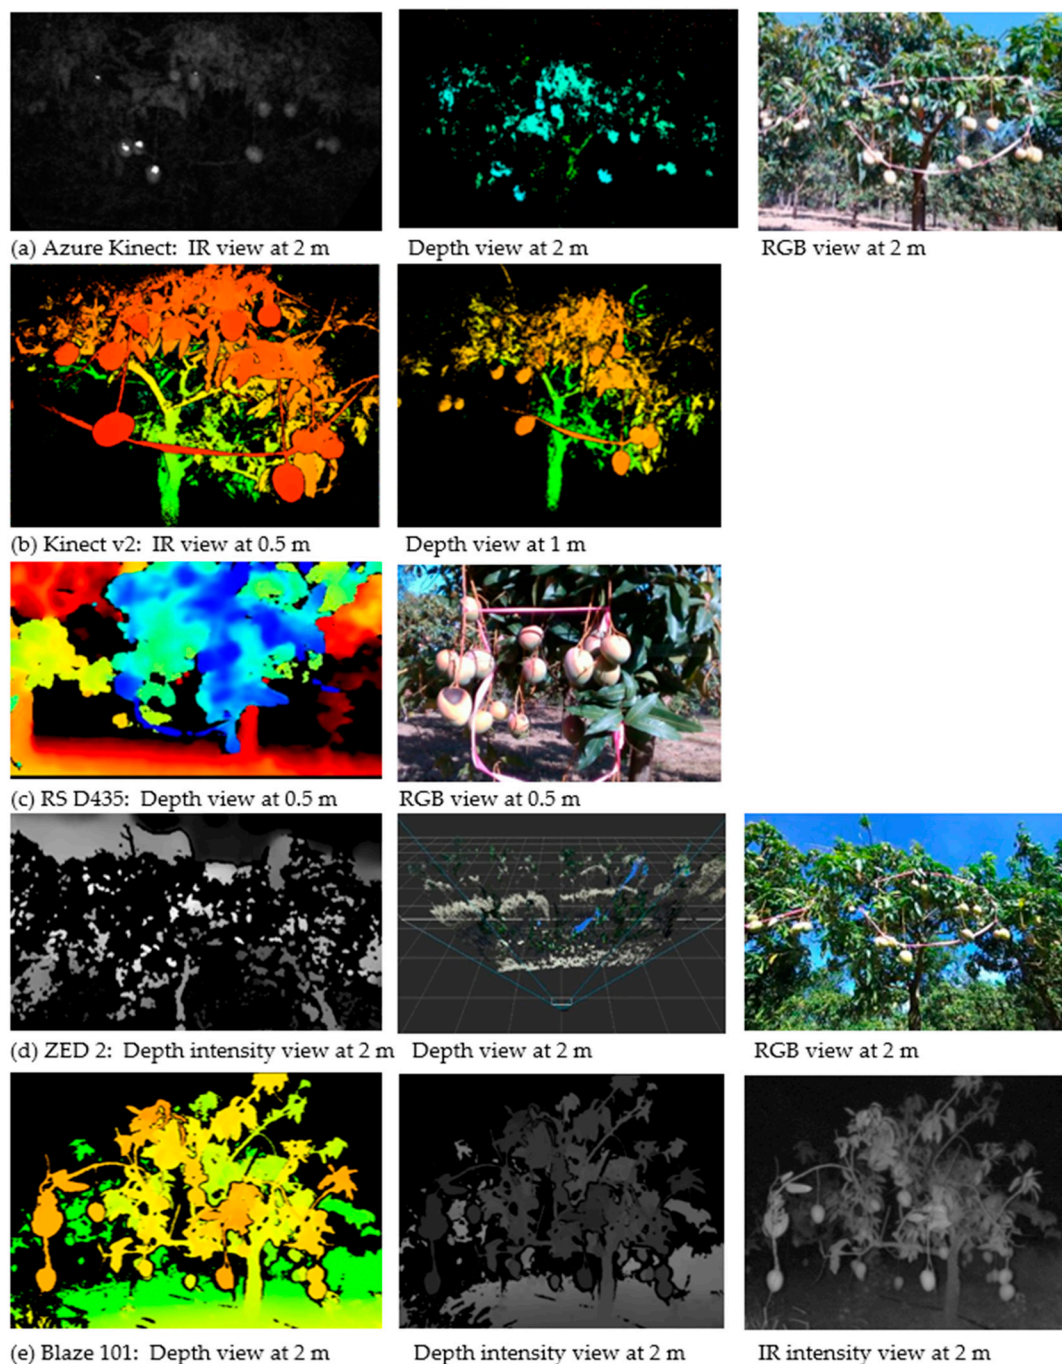 (a) Azure Kinect: IR view at 2 m Depth view at 2 m RGB view at 2 m
(b) Kinect v2: IR view at 0.5 m Depth view at 1 m
(c) RS D435: Depth view at 0.5 m RGB view at 0.5 m
(d) ZED 2: Depth intensity view at 2 m Depth view at 2 m RGB view at 2 m
(e) Blaze 101: Depth view at 2 m Depth intensity view at 2 m IR intensity view at 2 m